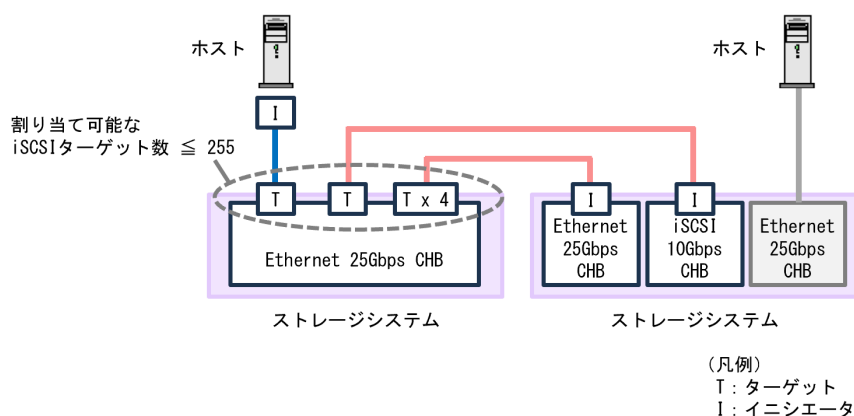 ホスト
ホスト
I
割り当て可能な
iSCSIターゲット数 ≦ 255
T
T
T x 4
I
I
Ethernet 25Gbps CHB
Ethernet
25Gbps
CHB
iSCSI
10Gbps
CHB
Ethernet
25Gbps
CHB
ストレージシステム
ストレージシステム
(凡例)
T:ターゲット
I:イニシエータ